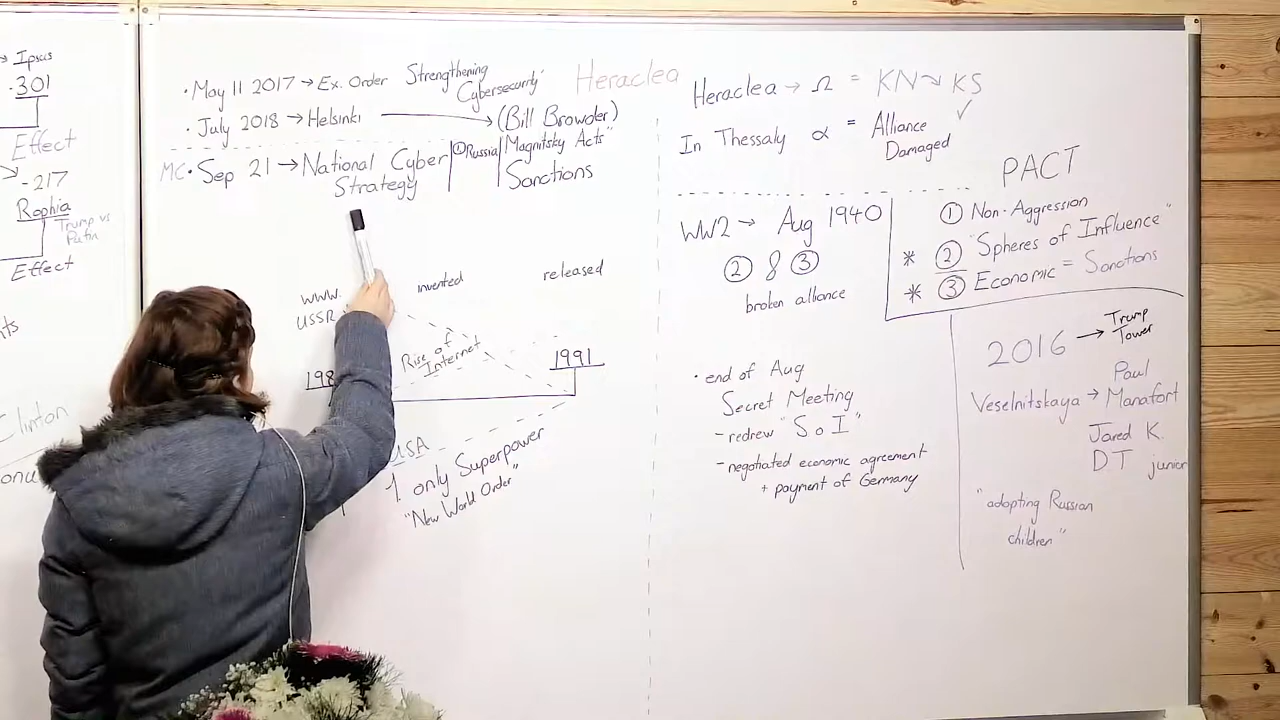 → Ipsus
·301
Effect
-217
Raphia
Trump vs
Putin
Effect
Clinton
· May 11 2017 → Ex. Order Strengthening
Cybersecurity'
Heraclea
· July 2018 → Helsinki → (Bill Browder)
MC · Sep 21 → National Cyber
Strategy
① Russia
Magnitsky Acts"
Sanctions
WWW. invented released
USSR
198
Rise of
Internet
1991
USA
1 only Superpower
"New World Order"
Heraclea → Ω = KN ↝ KS
✓
In Thessaly α = Alliance
Damaged
WW2 → Aug 1940
② & ③
broken alliance
PACT
① Non-Aggression
* ② "Spheres of Influence"
* ③ Economic = Sanctions
· end of Aug
Secret Meeting
- redrew "S o I"
- negotiated economic agreement
+ payment of Germany
2016 → Trump
Tower
Veselnitskaya → Paul
Manafort
Jared K.
DT junior
"adopting Russian
children"